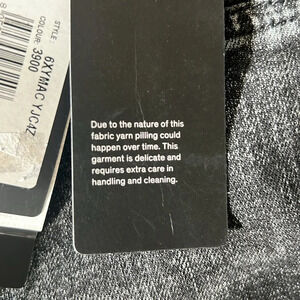 STYLE:
6XYMAC YJC4Z
COLOUR: 3900
Due to the nature of this
fabric yarn pilling could
happen over time. This
garment is delicate and
requires extra care in
handling and cleaning.